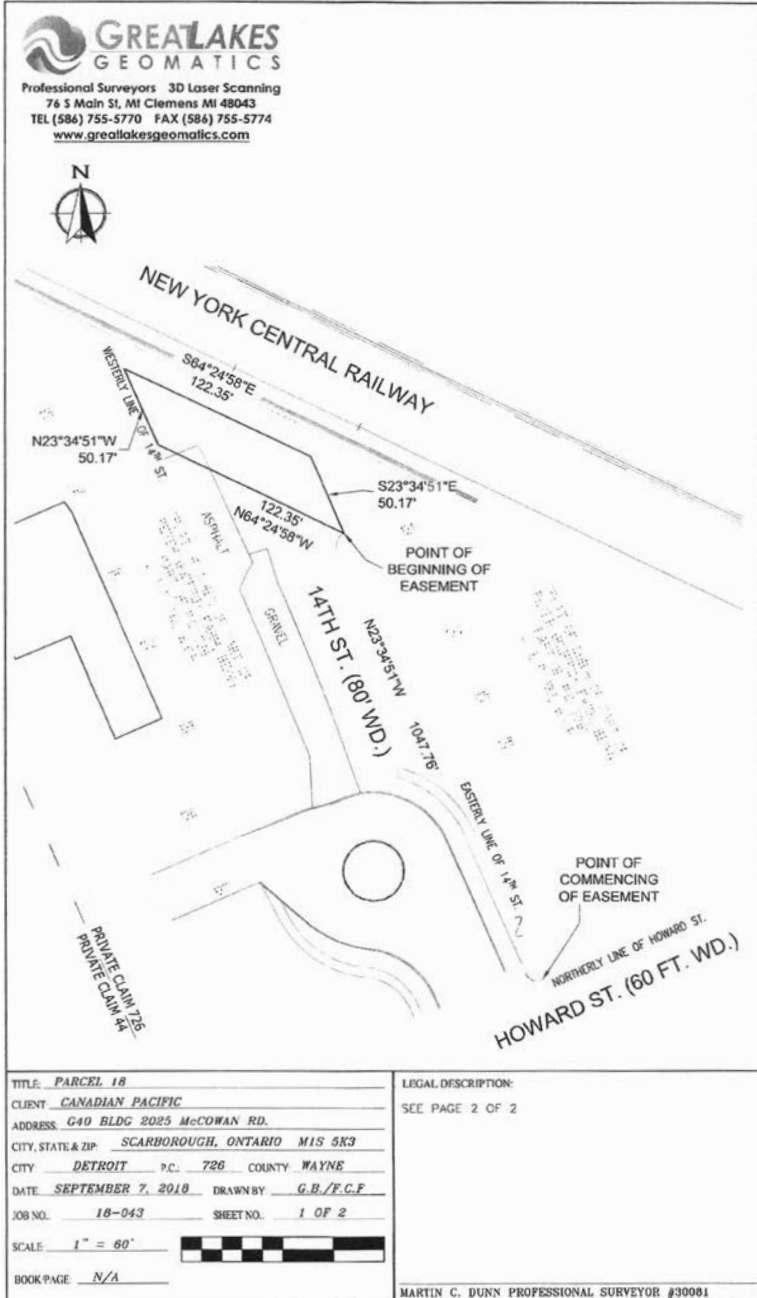 GREAT LAKES
GEOMATICS
Professional Surveyors 3D Laser Scanning
76 S Main St, Mt Clemens MI 48043
TEL (586) 755-5770 FAX (586) 755-5774
www.greatlakesgeomatics.com
N
NEW YORK CENTRAL RAILWAY
S64°24'58"E
122.35'
WESTERLY LINE OF 14TH ST.
N23°34'51"W
50.17'
S23°34'51"E
50.17'
122.35'
N64°24'58"W
POINT OF
BEGINNING OF
EASEMENT
ASPHALT
GRAVEL
14TH ST. (80' WD.)
N23°34'51"W 1047.76'
EASTERLY LINE OF 14TH ST.
POINT OF
COMMENCING
OF EASEMENT
NORTHERLY LINE OF HOWARD ST.
HOWARD ST. (60 FT. WD.)
PRIVATE CLAIM 726
PRIVATE CLAIM 44
TITLE: PARCEL 18
CLIENT CANADIAN PACIFIC
ADDRESS: G40 BLDG 2025 McCOWAN RD.
CITY, STATE & ZIP: SCARBOROUGH, ONTARIO M1S 5K3
CITY DETROIT P.C.: 726 COUNTY WAYNE
DATE SEPTEMBER 7, 2018 DRAWN BY G.B./F.C.F
JOB NO. 18-043 SHEET NO. 1 OF 2
SCALE: 1" = 60'
BOOK/PAGE: N/A
LEGAL DESCRIPTION:
SEE PAGE 2 OF 2
MARTIN C. DUNN PROFESSIONAL SURVEYOR #30081